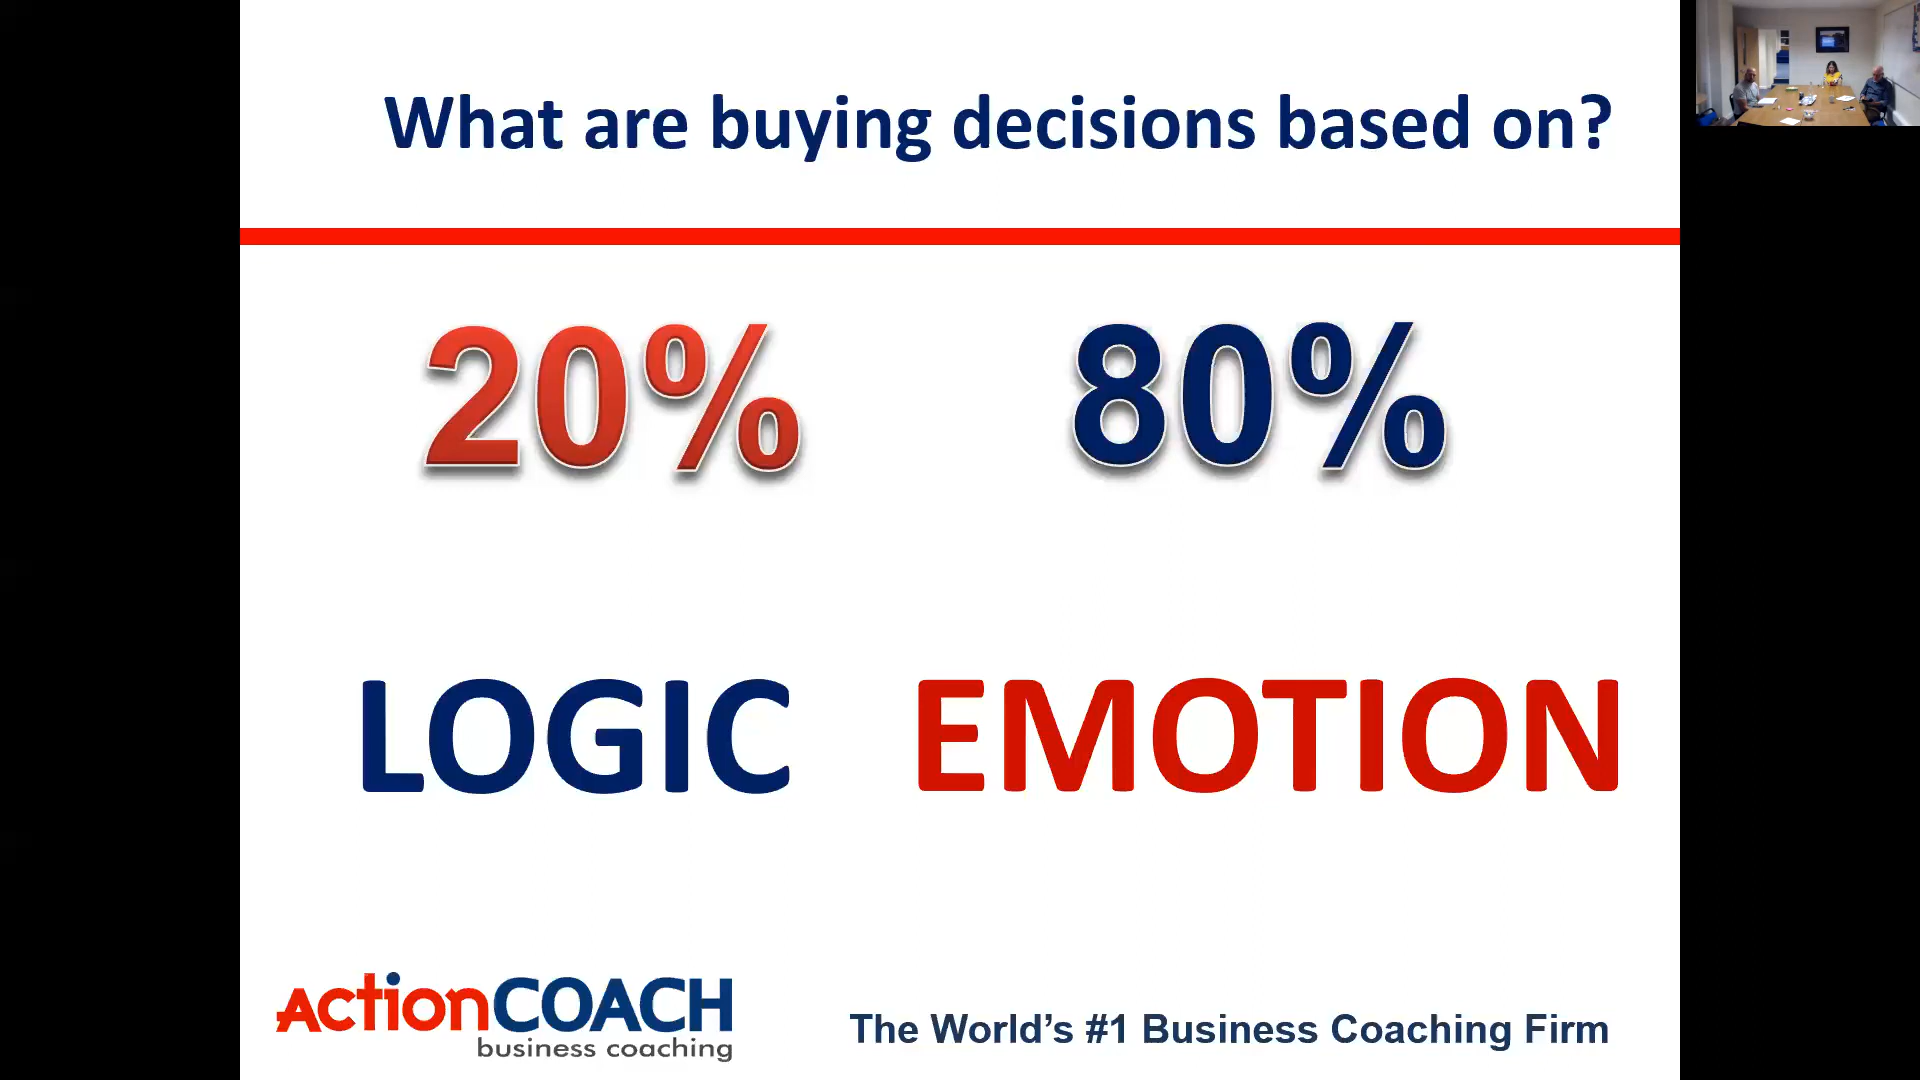 What are buying decisions based on?
20% 80%
LOGIC EMOTION
ActionCOACH
business coaching
The World’s #1 Business Coaching Firm